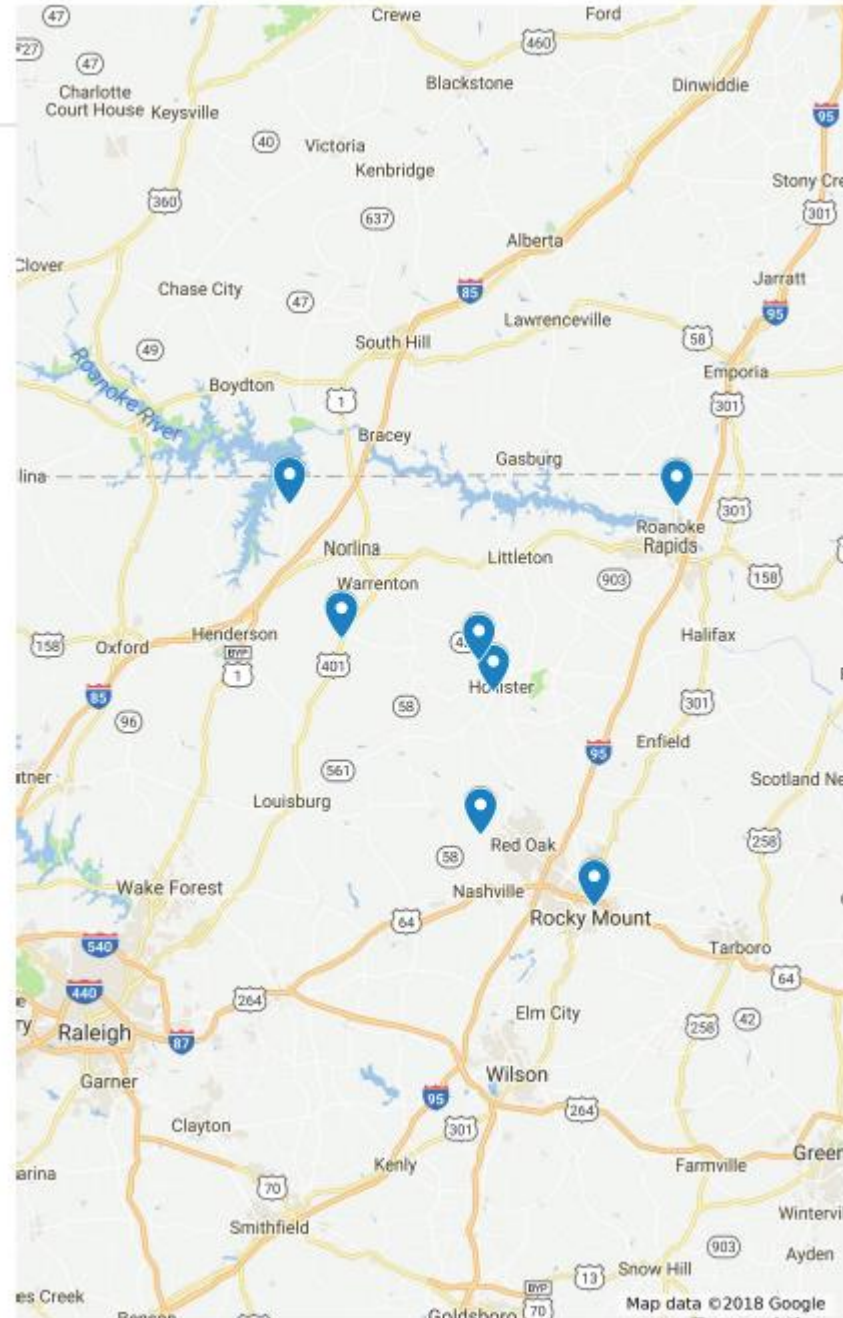 47
Crewe
Ford
27
460
47
Blackstone
Dinwiddie
Charlotte
Court House
Keysville
95
40
Victoria
Kenbridge
Stony Cre
360
637
301
Alberta
Clover
Jarratt
Chase City
85
47
95
Lawrenceville
South Hill
58
49
Roanoke River
Emporia
Boydton
1
301
Bracey
Gasburg
lina
301
Roanoke
Rapids
Norlina
Littleton
Warrenton
903
158
158
Oxford
Henderson
Halifax
BYP
1
401
Hollister
85
58
301
96
Enfield
95
561
Scotland Ne
Louisburg
258
Red Oak
58
Wake Forest
Nashville
64
Rocky Mount
540
Tarboro
64
440
264
Elm City
258
42
Raleigh
87
Wilson
Garner
95
264
Clayton
301
Kenly
Farmville
Green
arina
70
Wintervi
Smithfield
903
Ayden
Snow Hill
13
es Creek
BYP
70
Goldsboro
Map data ©2018 Google